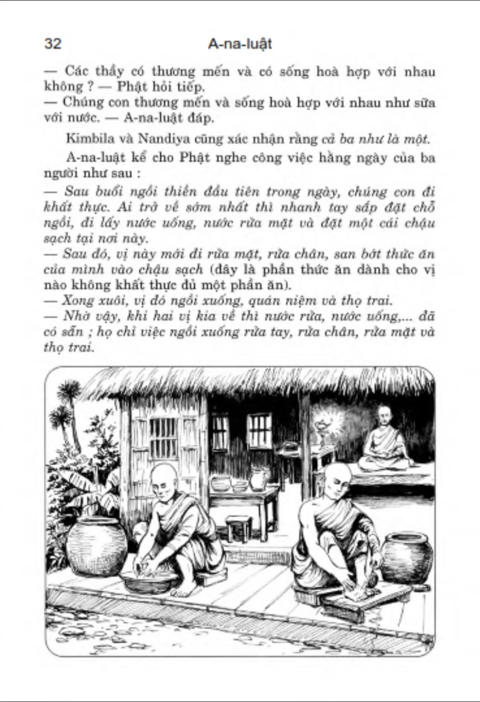 32
A-na-luật
— Các thầy có thương mến và có sống hoà hợp với nhau
không ? — Phật hỏi tiếp.
— Chúng con thương mến và sống hoà hợp với nhau như sữa
với nước. — A-na-luật đáp.
Kimbila và Nandiya cũng xác nhận rằng cả ba như là một.
A-na-luật kể cho Phật nghe công việc hằng ngày của ba
người như sau :
— Sau buổi ngồi thiền đầu tiên trong ngày, chúng con đi
khất thực. Ai trở về sớm nhất thì nhanh tay sắp đặt chỗ
ngồi, đi lấy nước uống, nước rửa mặt và đặt một cái chậu
sạch tại nơi này.
— Sau đó, vị này mới đi rửa mặt, rửa chân, san bớt thức ăn
của mình vào chậu sạch (đây là phần thức ăn dành cho vị
nào không khất thực đủ một phần ăn).
— Xong xuôi, vị đó ngồi xuống, quán niệm và thọ trai.
— Nhờ vậy, khi hai vị kia về thì nước rửa, nước uống,... đã
có sẵn ; họ chỉ việc ngồi xuống rửa tay, rửa chân, rửa mặt và
thọ trai.